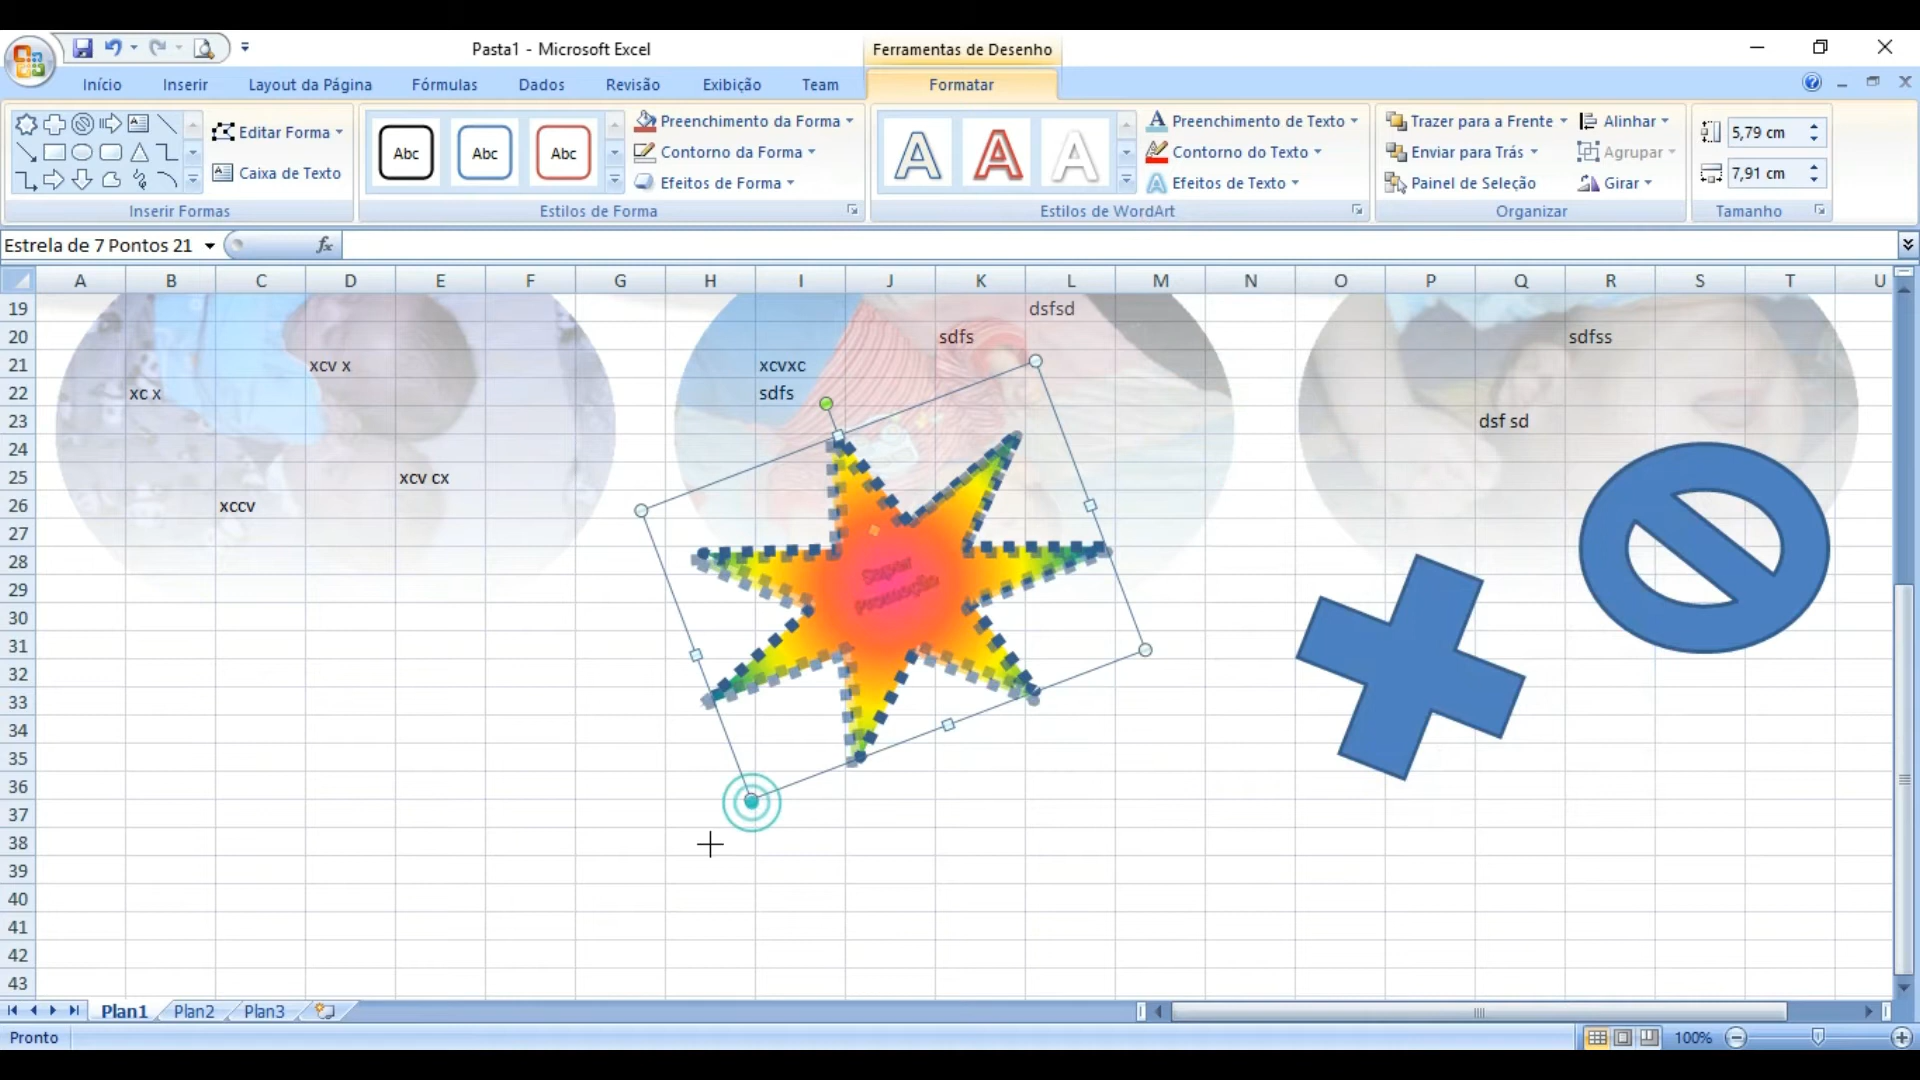 Pasta1 - Microsoft Excel
Ferramentas de Desenho
Início Inserir Layout da Página Fórmulas Dados Revisão Exibição Team Formatar
Editar Forma
Caixa de Texto
Inserir Formas
Abc Abc Abc
Preenchimento da Forma
Contorno da Forma
Efeitos de Forma
Estilos de Forma
A A A
Preenchimento de Texto
Contorno do Texto
Efeitos de Texto
Estilos de WordArt
Trazer para a Frente
Enviar para Trás
Painel de Seleção
Alinhar
Agrupar
Girar
Organizar
5,79 cm
7,91 cm
Tamanho
Estrela de 7 Pontos 21 fx
A B C D E F G H I J K L M N O P Q R S T U
19 dsfsd
20 sdfs sdfss
21 xcv x xcvxc
22 xc x sdfs
23 dsf sd
24
25 xcv cx
26 xccv
27
28
29
30
31
32
33
34
35
36
37
38
39
40
41
42
43
Super
Promoção
Plan1 Plan2 Plan3
Pronto 100%